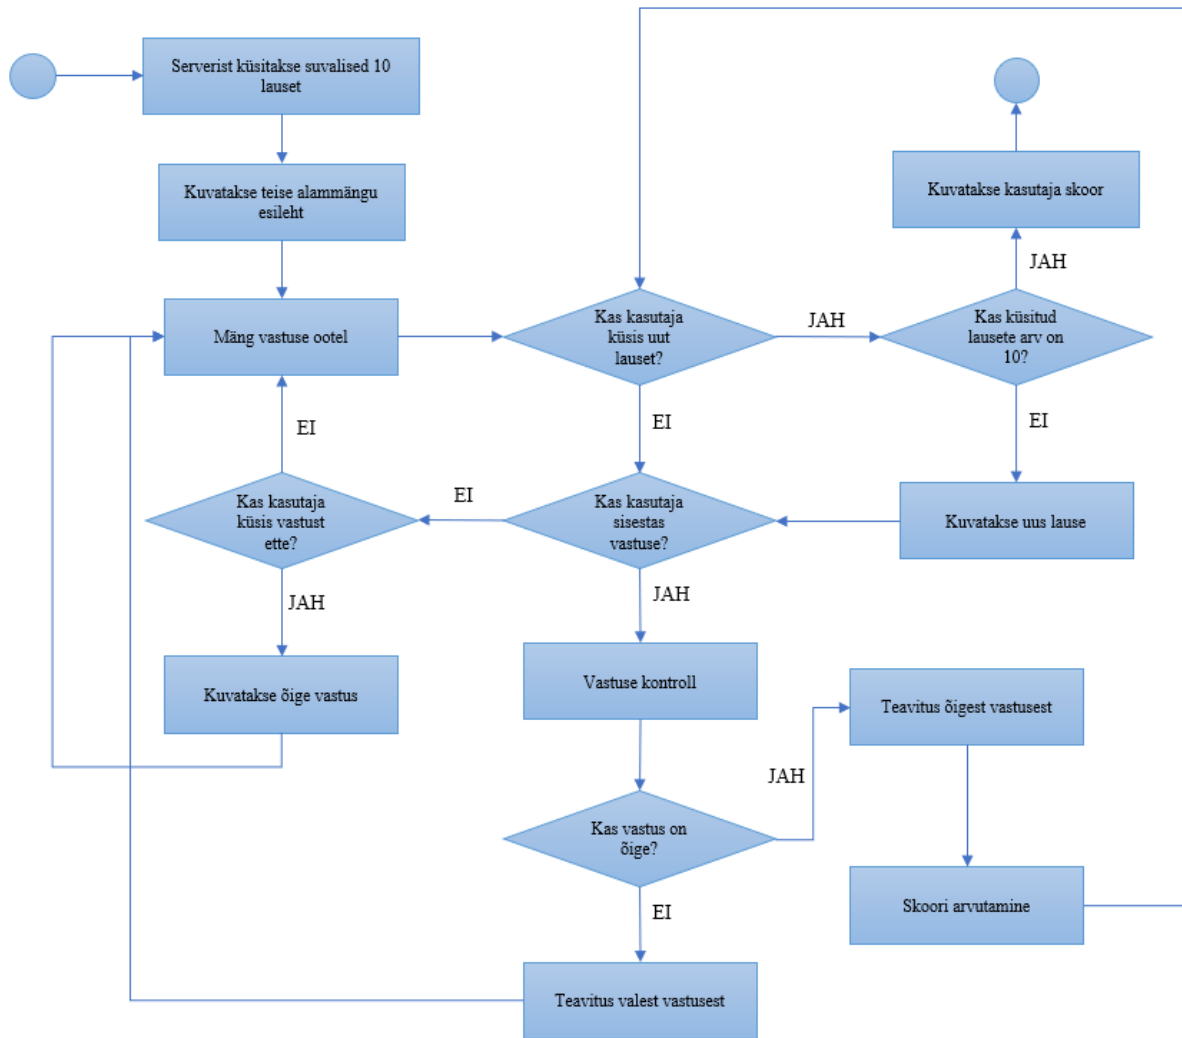 Serverist küsitakse suvalised 10
lauset
Kuvatakse teise alammängu
esileht
Kuvatakse kasutaja skoor
JAH
Mäng vastuse ootel
Kas kasutaja
küsis uut
lauset?
JAH
Kas küsitud
lausete arv on
10?
EI
EI
EI
Kas kasutaja
küsis vastust
ette?
EI
Kas kasutaja
sisestas
vastuse?
Kuvatakse uus lause
JAH
JAH
Kuvatakse õige vastus
Vastuse kontroll
Teavitus õigest vastusest
JAH
Kas vastus on
õige?
EI
Skoori arvutamine
Teavitus valest vastusest